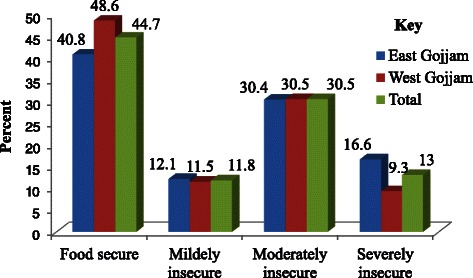 Percent
50
45
40
35
30
25
20
15
10
5
0
40.8
48.6
44.7
12.1
11.5
11.8
30.4
30.5
30.5
16.6
9.3
13
Key
East Gojjam
West Gojjam
Total
Food secure
Mildely
insecure
Moderately
insecure
Severely
insecure